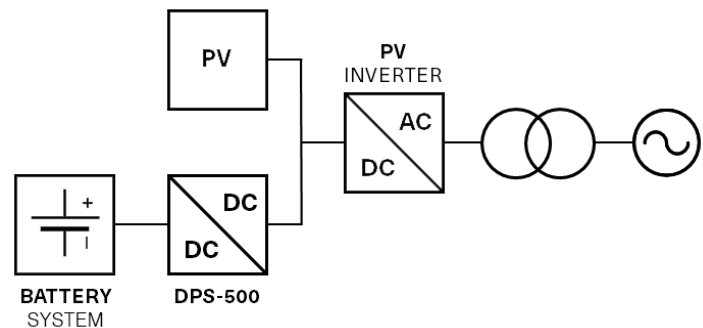 PV
PV
INVERTER
AC
DC
+
DC
DC
BATTERY
SYSTEM
DPS-500